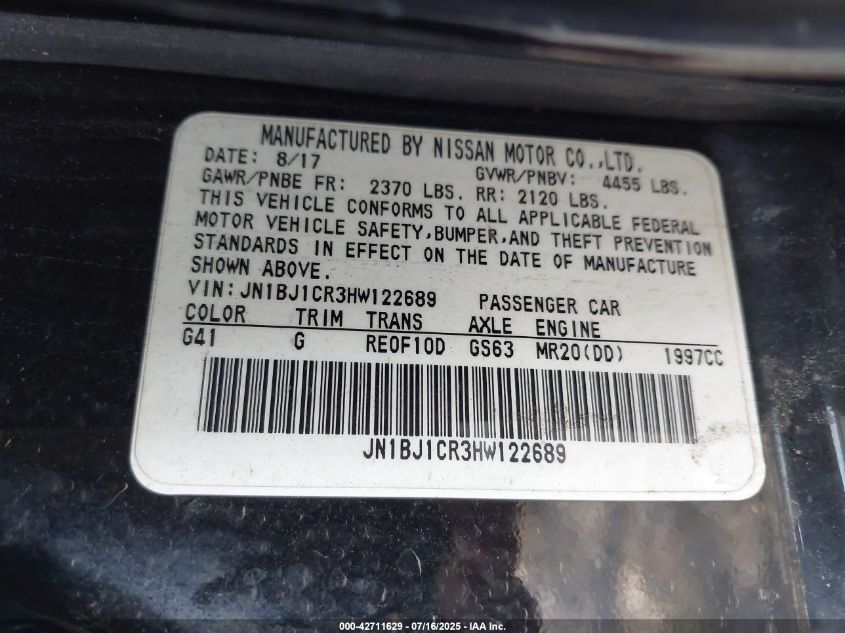 MANUFACTURED BY NISSAN MOTOR CO.,LTD.
DATE: 8/17 GVWR/PNBV: 4455 LBS.
GAWR/PNBE FR: 2370 LBS. RR: 2120 LBS.
THIS VEHICLE CONFORMS TO ALL APPLICABLE FEDERAL
MOTOR VEHICLE SAFETY,BUMPER,AND THEFT PREVENTION
STANDARDS IN EFFECT ON THE DATE OF MANUFACTURE
SHOWN ABOVE.
VIN:JN1BJ1CR3HW122689 PASSENGER CAR
COLOR TRIM TRANS AXLE ENGINE
G41 G RE0F10D GS63 MR20(DD) 1997CC
JN1BJ1CR3HW122689
000-42711629 - 07/16/2025 - IAA Inc.